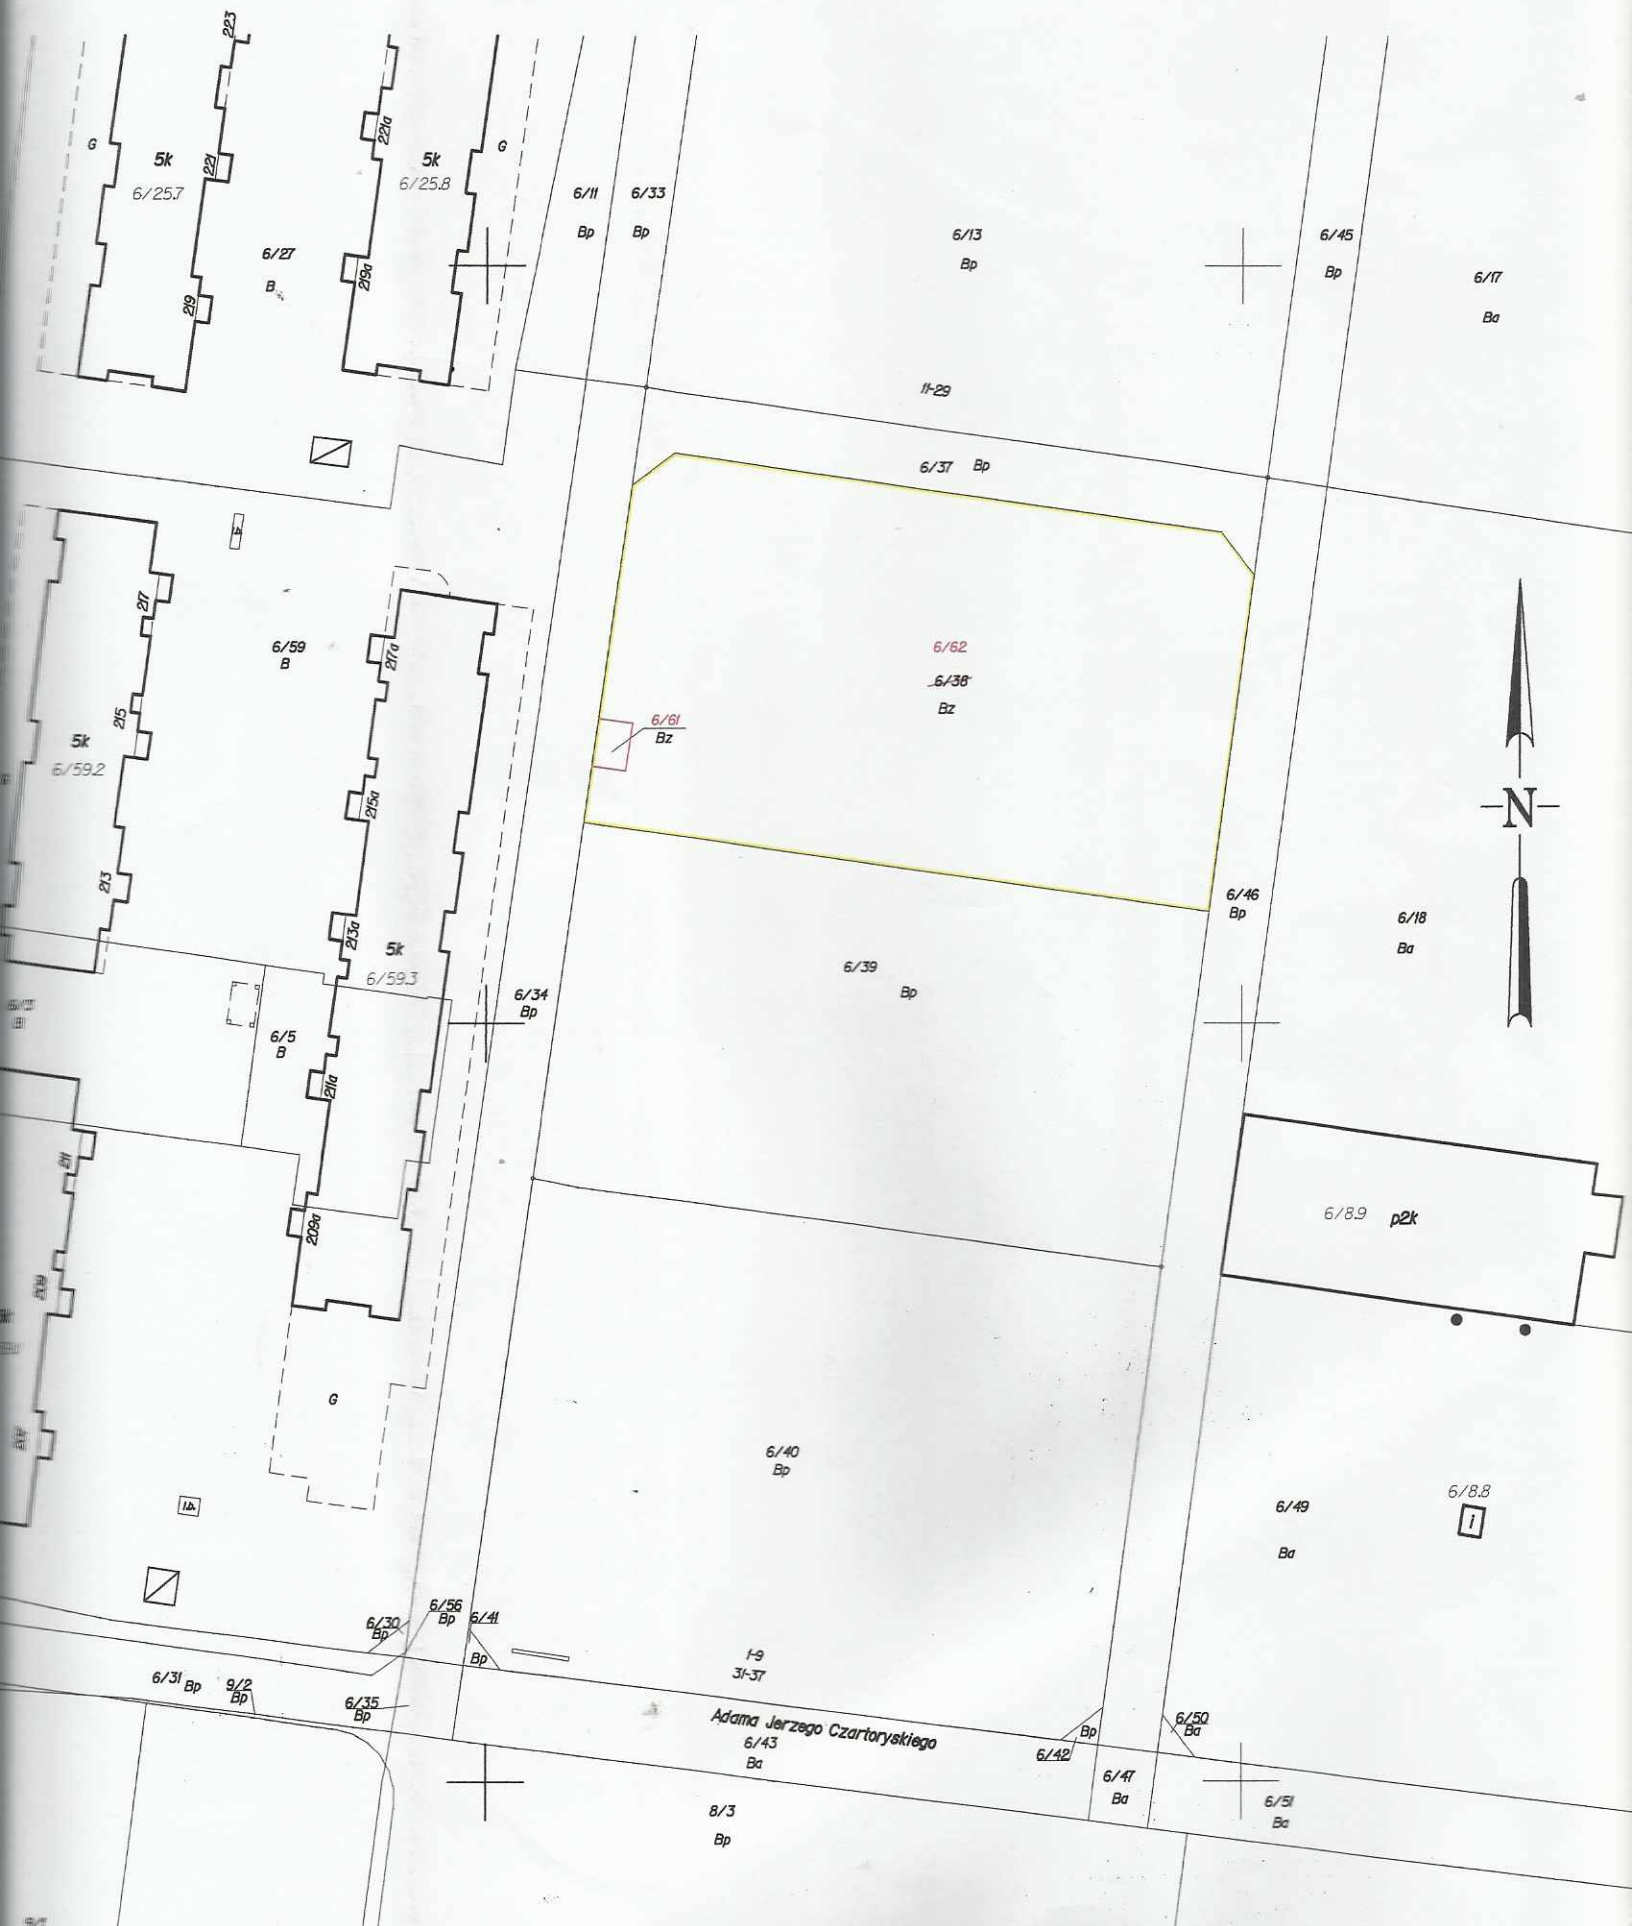 223
G
5k
6/25.7
221
221a
5k
6/25.8
G
6/11
Bp
6/33
Bp
6/13
Bp
6/45
Bp
6/17
Ba
6/27
B
219
219a
11-29
6/37 Bp
217
6/59
B
217a
6/62
6/38
Bz
6/61
Bz
5k
6/59.2
215
215a
N
213
213a
5k
6/59.3
6/46
Bp
6/18
Ba
6/39
Bp
6/34
Bp
6/5
B
211a
211
209a
6/8.9 p2k
209
G
6/40
Bp
6/49
Ba
6/8.8
i
6/30
Bp
6/56
Bp
6/41
Bp
1-9
31-37
6/31 Bp
9/2
Bp
6/35
Bp
Adama Jerzego Czartoryskiego
6/43
Ba
Bp
6/42
6/50
Ba
6/47
Ba
6/51
Ba
8/3
Bp